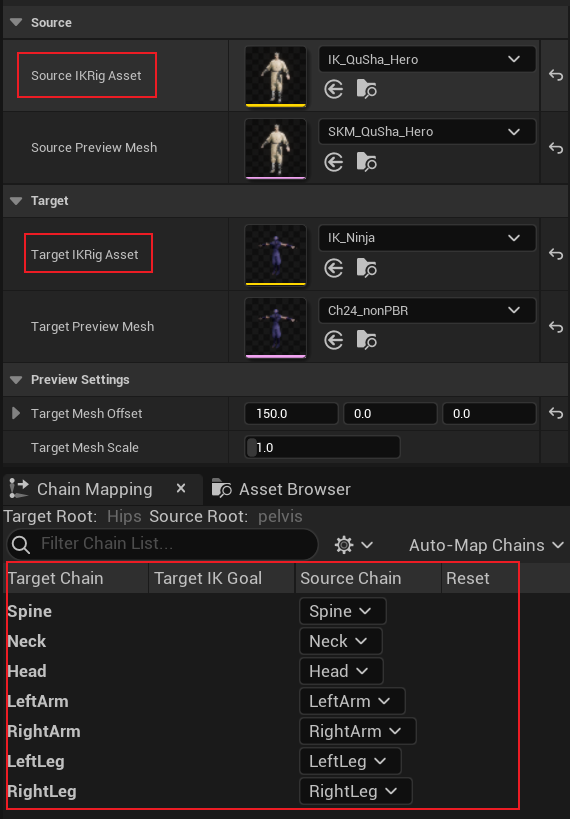 Source
Source IKRig Asset
IK_QuSha_Hero
Source Preview Mesh
SKM_QuSha_Hero
Target
Target IKRig Asset
IK_Ninja
Target Preview Mesh
Ch24_nonPBR
Preview Settings
Target Mesh Offset 150.0 0.0 0.0
Target Mesh Scale 1.0
Chain Mapping × Asset Browser
Target Root: Hips Source Root: pelvis
Filter Chain List... Auto-Map Chains
Target Chain Target IK Goal Source Chain Reset
Spine Spine
Neck Neck
Head Head
LeftArm LeftArm
RightArm RightArm
LeftLeg LeftLeg
RightLeg RightLeg